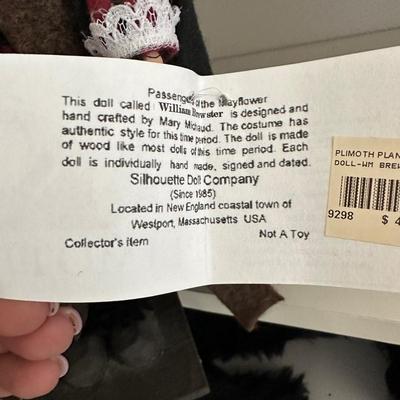 Passengers of the Mayflower
This doll called William Brewster is designed and
hand crafted by Mary Michaud. The costume has
authentic style for this time period. The doll is made
of wood like most dolls of this time period. Each
doll is individually hand made, signed and dated.
Silhouette Doll Company
(Since 1985)
Located in New England coastal town of
Westport, Massachusetts USA
Collector's item Not A Toy
PLIMOTH PLAN
DOLL-WM BREW
9298 $ 4